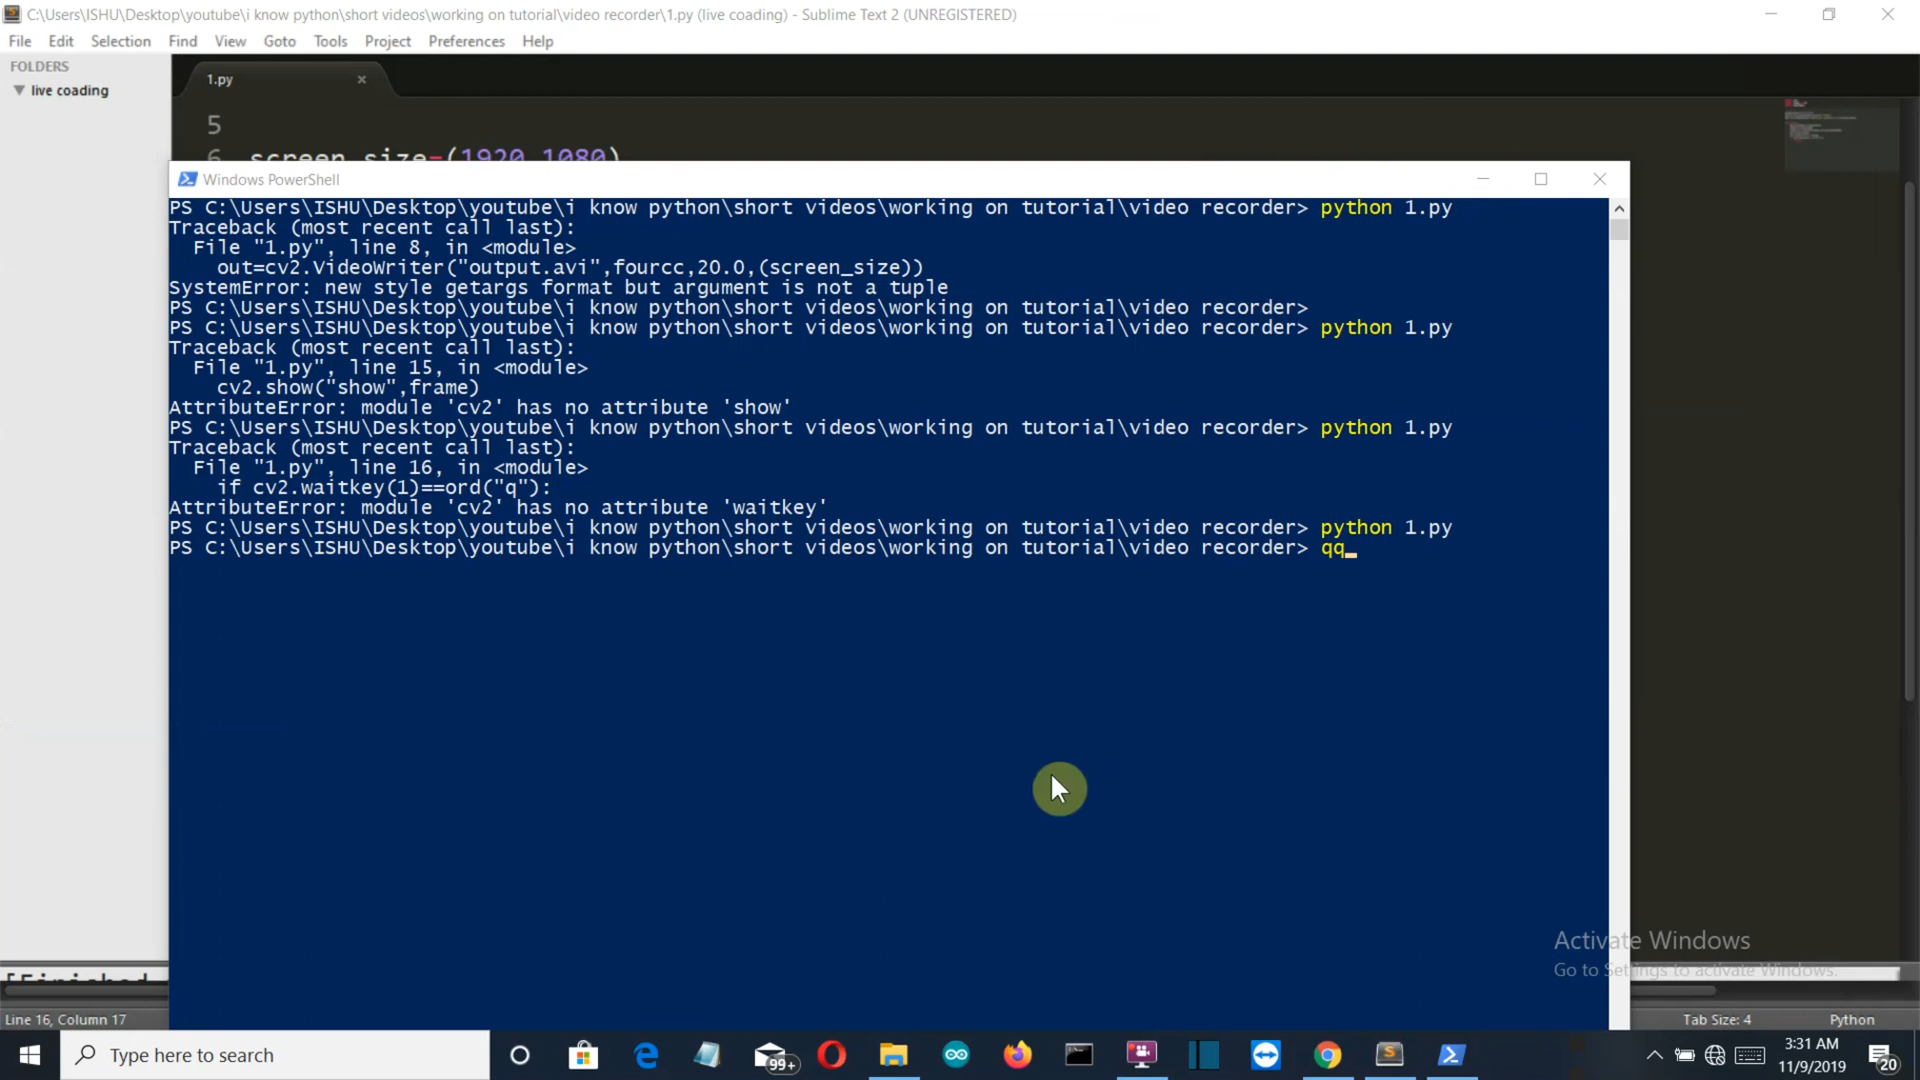 C:\Users\ISHU\Desktop\youtube\i know python\short videos\working on tutorial\video recorder\1.py (live coading) - Sublime Text 2 (UNREGISTERED)
File Edit Selection Find View Goto Tools Project Preferences Help
FOLDERS
live coading
1.py
5
6 screen_size=(1920,1080)
Windows PowerShell
PS C:\Users\ISHU\Desktop\youtube\i know python\short videos\working on tutorial\video recorder> python 1.py
Traceback (most recent call last):
File "1.py", line 8, in <module>
out=cv2.VideoWriter("output.avi",fourcc,20.0,(screen_size))
SystemError: new style getargs format but argument is not a tuple
PS C:\Users\ISHU\Desktop\youtube\i know python\short videos\working on tutorial\video recorder>
PS C:\Users\ISHU\Desktop\youtube\i know python\short videos\working on tutorial\video recorder> python 1.py
Traceback (most recent call last):
File "1.py", line 15, in <module>
cv2.show("show",frame)
AttributeError: module 'cv2' has no attribute 'show'
PS C:\Users\ISHU\Desktop\youtube\i know python\short videos\working on tutorial\video recorder> python 1.py
Traceback (most recent call last):
File "1.py", line 16, in <module>
if cv2.waitkey(1)==ord("q"):
AttributeError: module 'cv2' has no attribute 'waitkey'
PS C:\Users\ISHU\Desktop\youtube\i know python\short videos\working on tutorial\video recorder> python 1.py
PS C:\Users\ISHU\Desktop\youtube\i know python\short videos\working on tutorial\video recorder> qq_
Activate Windows
Go to Settings to activate Windows.
[Finished
Line 16, Column 17
Tab Size: 4
Python
Type here to search
99+
3:31 AM
11/9/2019
20